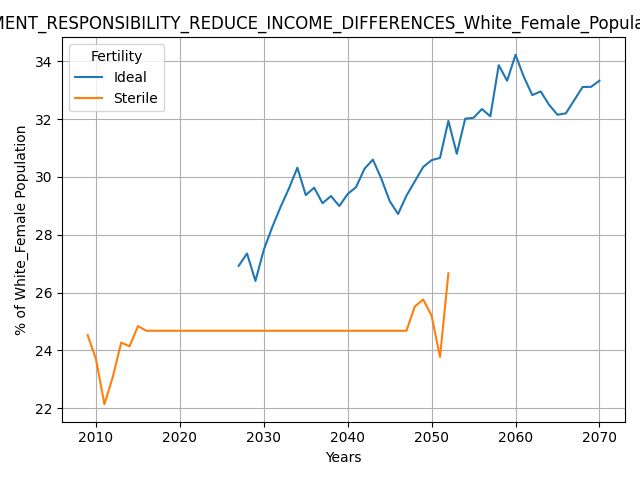 MENT_RESPONSIBILITY_REDUCE_INCOME_DIFFERENCES_White_Female_Popula
Fertility
Ideal
Sterile
% of White_Female Population
34
32
30
28
26
24
22
2010 2020 2030 2040 2050 2060 2070
Years